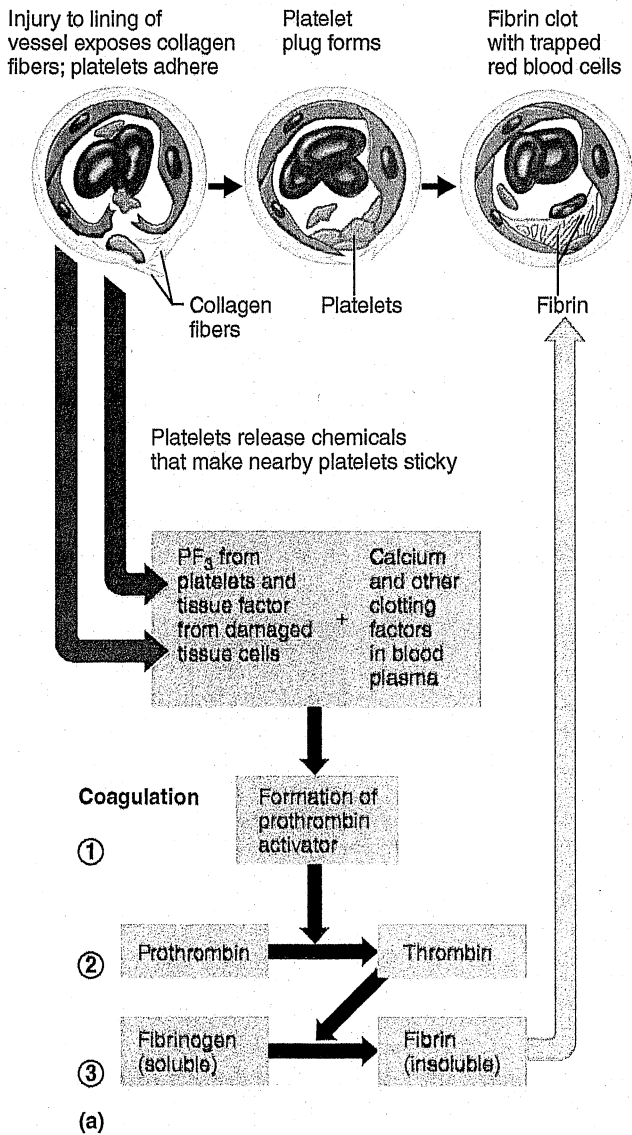 Injury to lining of
vessel exposes collagen
fibers; platelets adhere
Platelet
plug forms
Fibrin clot
with trapped
red blood cells
Collagen
fibers
Platelets
Fibrin
Platelets release chemicals
that make nearby platelets sticky
PF3 from
platelets and
tissue factor
from damaged
tissue cells
+
Calcium
and other
clotting
factors
in blood
plasma
Coagulation
①
Formation of
prothrombin
activator
②
Prothrombin
Thrombin
③
Fibrinogen
(soluble)
Fibrin
(insoluble)
(a)